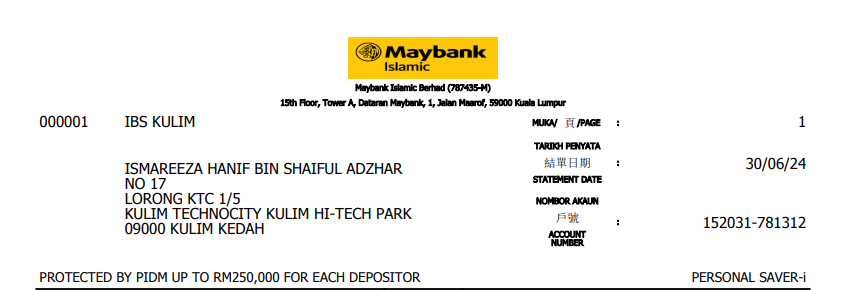 Maybank
Islamic
Maybank Islamic Berhad (787435-M)
15th Floor, Tower A, Dataran Maybank, 1, Jalan Maarof, 59000 Kuala Lumpur
000001 IBS KULIM
MUKA/ 頁 /PAGE : 1
TARIKH PENYATA
結單日期 : 30/06/24
STATEMENT DATE
ISMAREEZA HANIF BIN SHAIFUL ADZHAR
NO 17
LORONG KTC 1/5
KULIM TECHNOCITY KULIM HI-TECH PARK
09000 KULIM KEDAH
NOMBOR AKAUN
戶號 : 152031-781312
ACCOUNT
NUMBER
PROTECTED BY PIDM UP TO RM250,000 FOR EACH DEPOSITOR PERSONAL SAVER-i